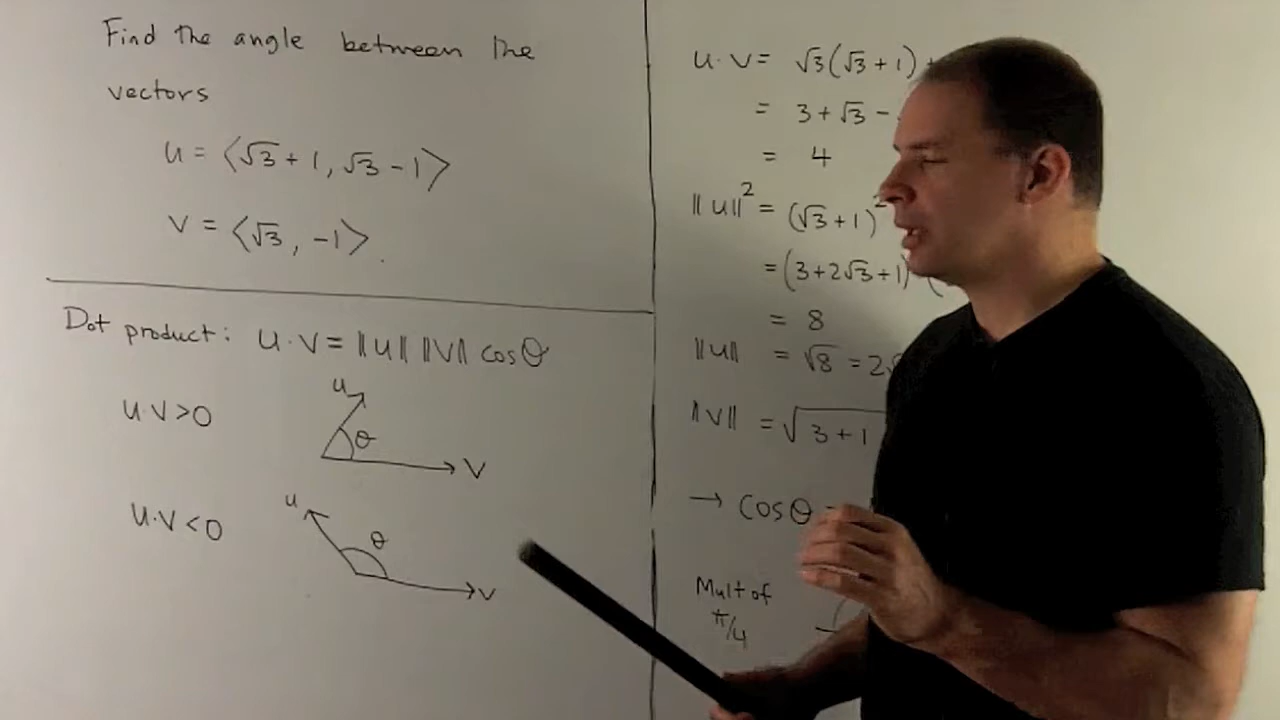 Find the angle between the
vectors
u = ⟨√3 + 1, √3 - 1⟩
v = ⟨√3, -1⟩.
Dot product: u·v = ||u|| ||v|| cos θ
u·v > 0
u
θ
v
u·v < 0
u
θ
v
u·v = √3(√3 + 1) +
= 3 + √3 -
= 4
||u||² = (√3 + 1)²
= (3 + 2√3 + 1)
= 8
||u|| = √8 = 2
||v|| = √3 + 1
→ cos θ
Mult of
π/4